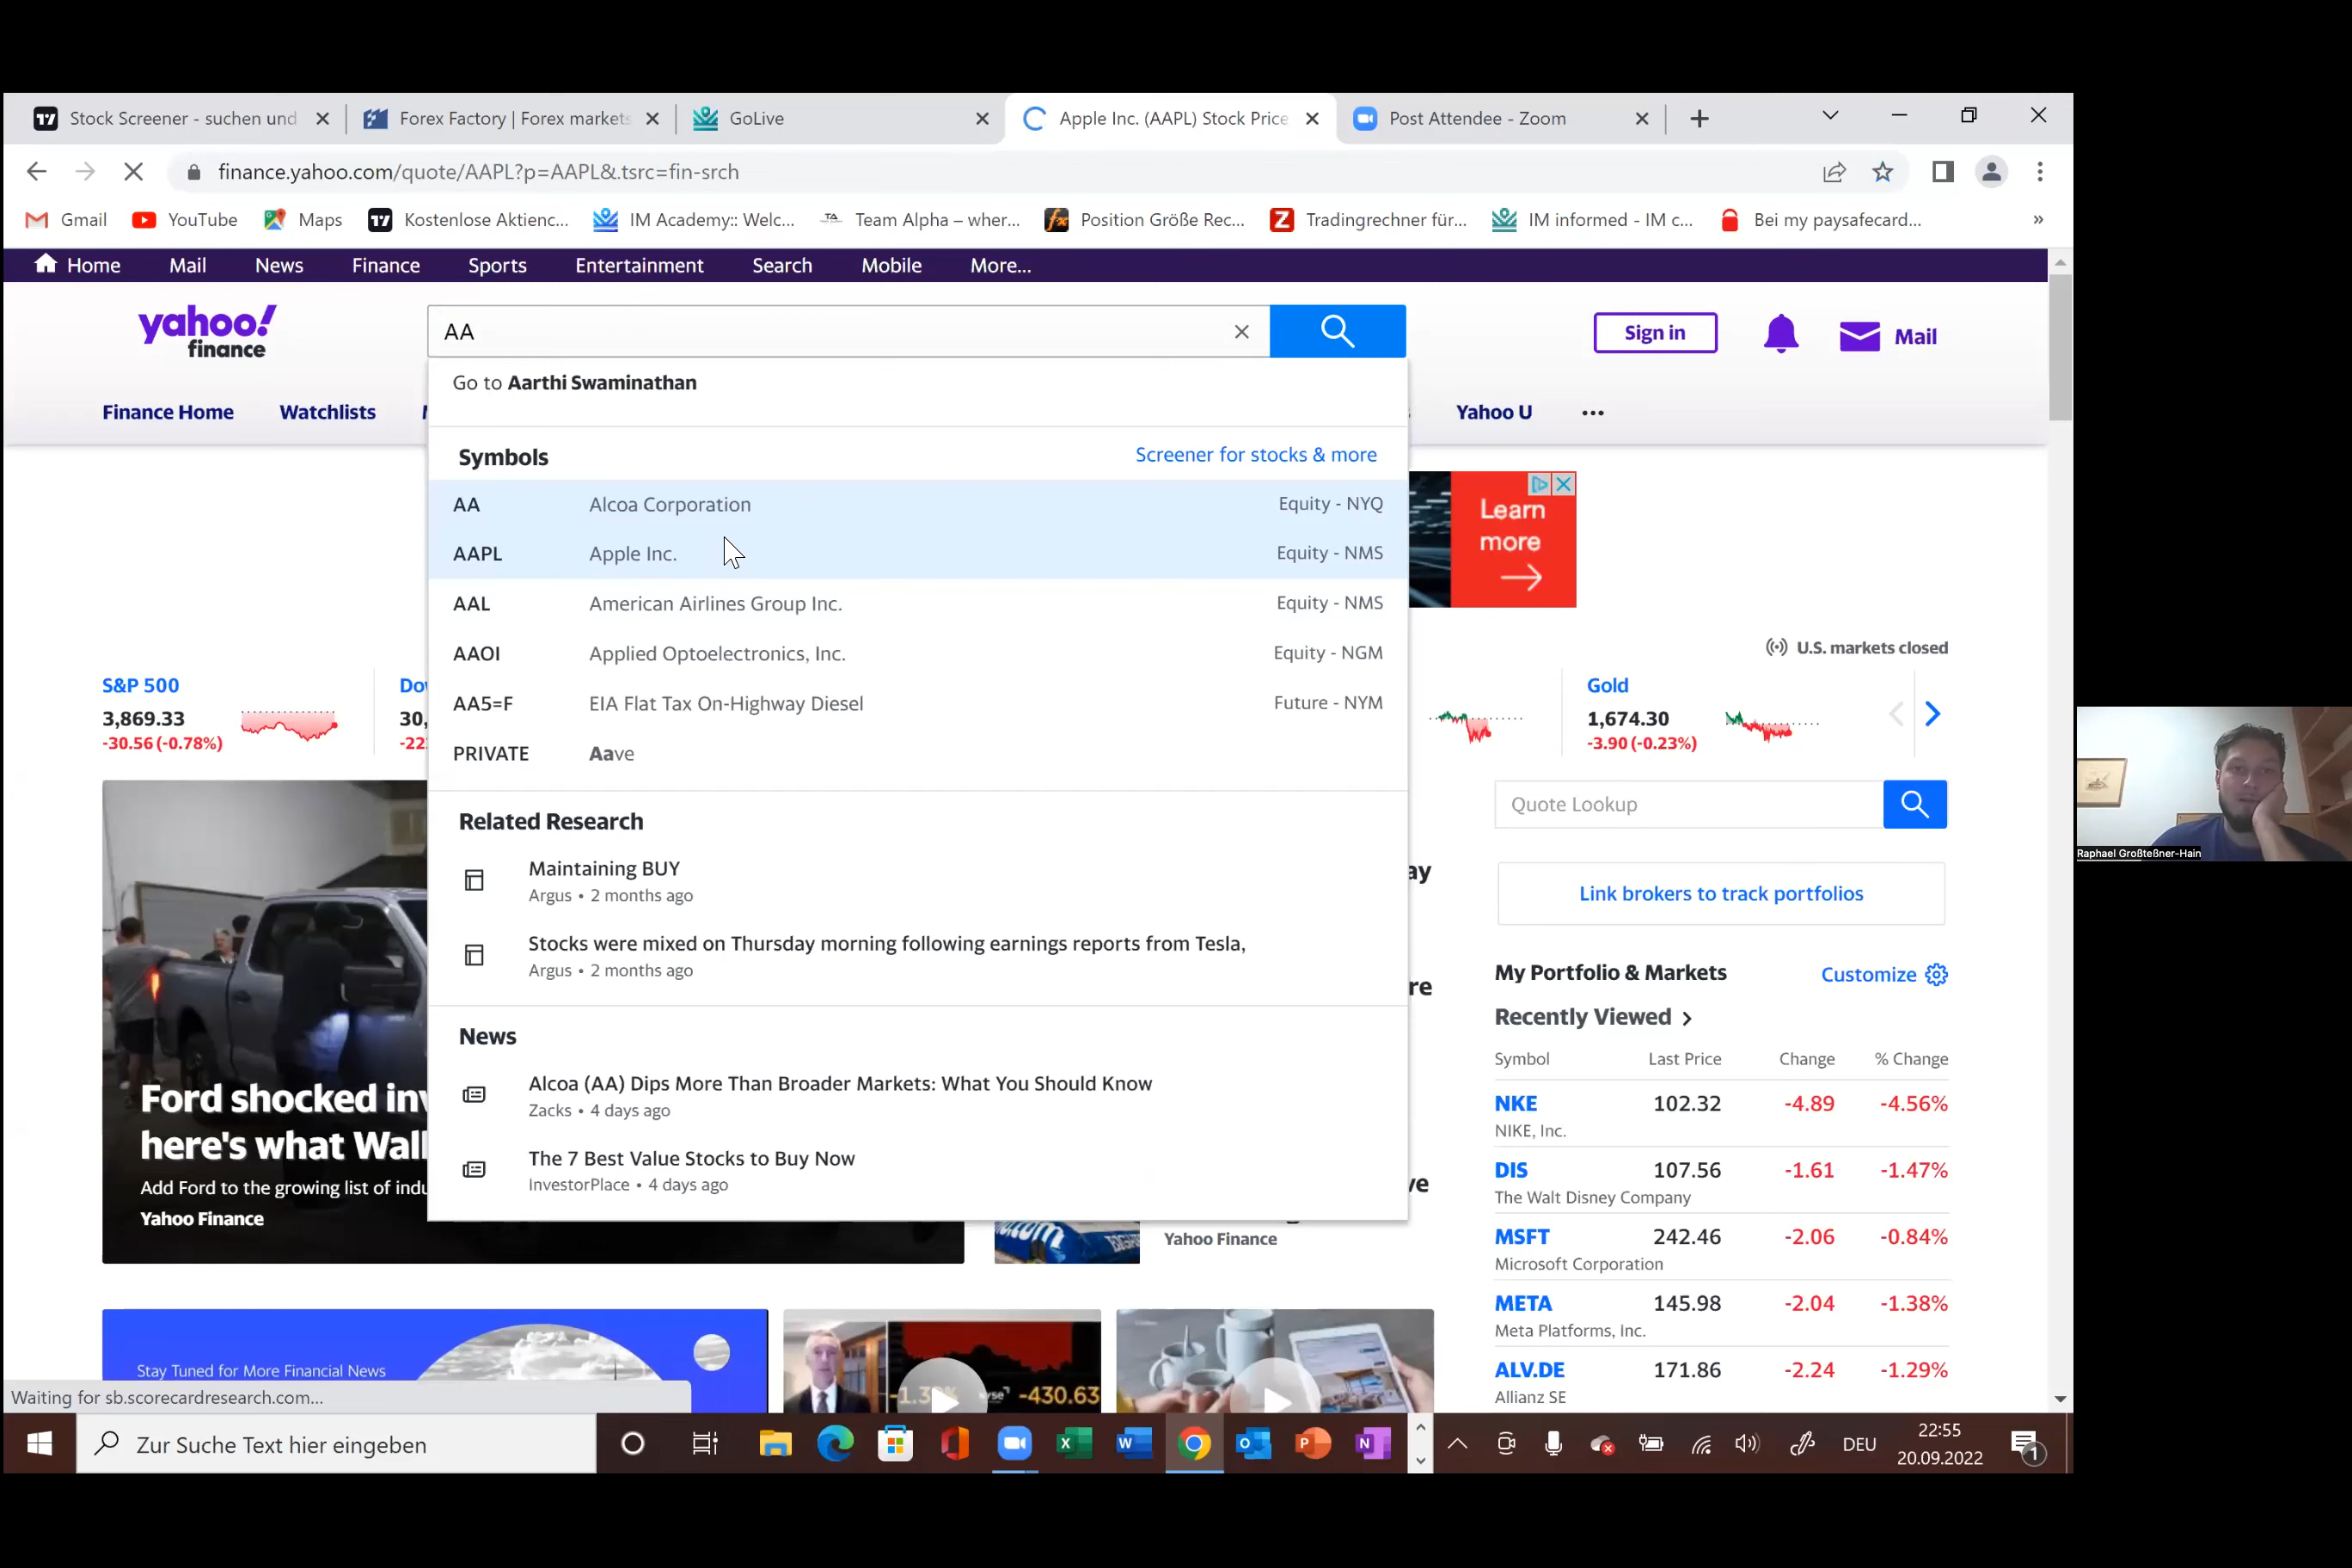 Stock Screener - suchen und
Forex Factory | Forex markets
GoLive
Apple Inc. (AAPL) Stock Price
Post Attendee - Zoom
finance.yahoo.com/quote/AAPL?p=AAPL&.tsrc=fin-srch
Gmail
YouTube
Maps
Kostenlose Aktienc...
IM Academy:: Welc...
Team Alpha – wher...
Position Größe Rec...
Tradingrechner für...
IM informed - IM c...
Bei my paysafecard...
»
Home Mail News Finance Sports Entertainment Search Mobile More...
yahoo!
finance
AA
Sign in
Mail
Go to Aarthi Swaminathan
Finance Home Watchlists
Yahoo U
Symbols
Screener for stocks & more
AA Alcoa Corporation Equity - NYQ
AAPL Apple Inc. Equity - NMS
AAL American Airlines Group Inc. Equity - NMS
AAOI Applied Optoelectronics, Inc. Equity - NGM
AA5=F EIA Flat Tax On-Highway Diesel Future - NYM
PRIVATE Aave
Related Research
Maintaining BUY
Argus • 2 months ago
Stocks were mixed on Thursday morning following earnings reports from Tesla,
Argus • 2 months ago
News
Alcoa (AA) Dips More Than Broader Markets: What You Should Know
Zacks • 4 days ago
The 7 Best Value Stocks to Buy Now
InvestorPlace • 4 days ago
Learn
more
U.S. markets closed
S&P 500
3,869.33
-30.56 (-0.78%)
Do
30,
-22
Gold
1,674.30
-3.90 (-0.23%)
Quote Lookup
Link brokers to track portfolios
My Portfolio & Markets
Customize
Recently Viewed
Symbol Last Price Change % Change
NKE 102.32 -4.89 -4.56%
NIKE, Inc.
DIS 107.56 -1.61 -1.47%
The Walt Disney Company
MSFT 242.46 -2.06 -0.84%
Microsoft Corporation
META 145.98 -2.04 -1.38%
Meta Platforms, Inc.
ALV.DE 171.86 -2.24 -1.29%
Allianz SE
ay
re
ve
Ford shocked inv
here's what Wall
Add Ford to the growing list of indu
Yahoo Finance
Yahoo Finance
Stay Tuned for More Financial News
-430.63
Waiting for sb.scorecardresearch.com...
Raphael Großteßner-Hain
Zur Suche Text hier eingeben
DEU
22:55
20.09.2022
1